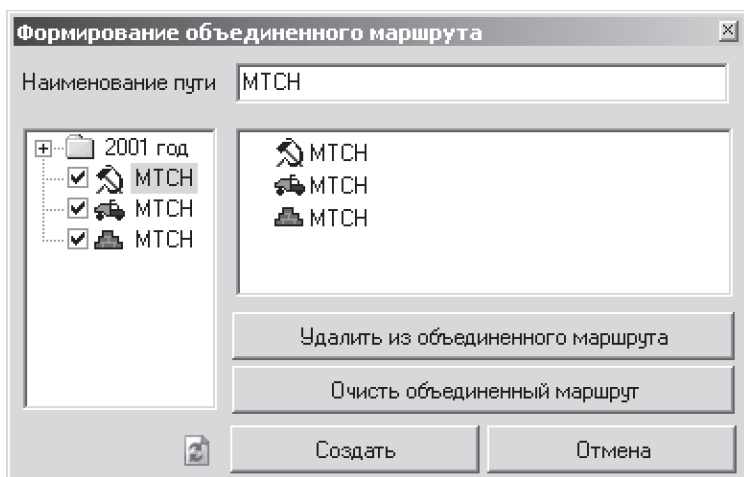 Формирование объединенного маршрута
Наименование пути МТСН
2001 год
МТСН
МТСН
МТСН
МТСН
МТСН
МТСН
Удалить из объединенного маршрута
Очисть объединенный маршрут
Создать Отмена